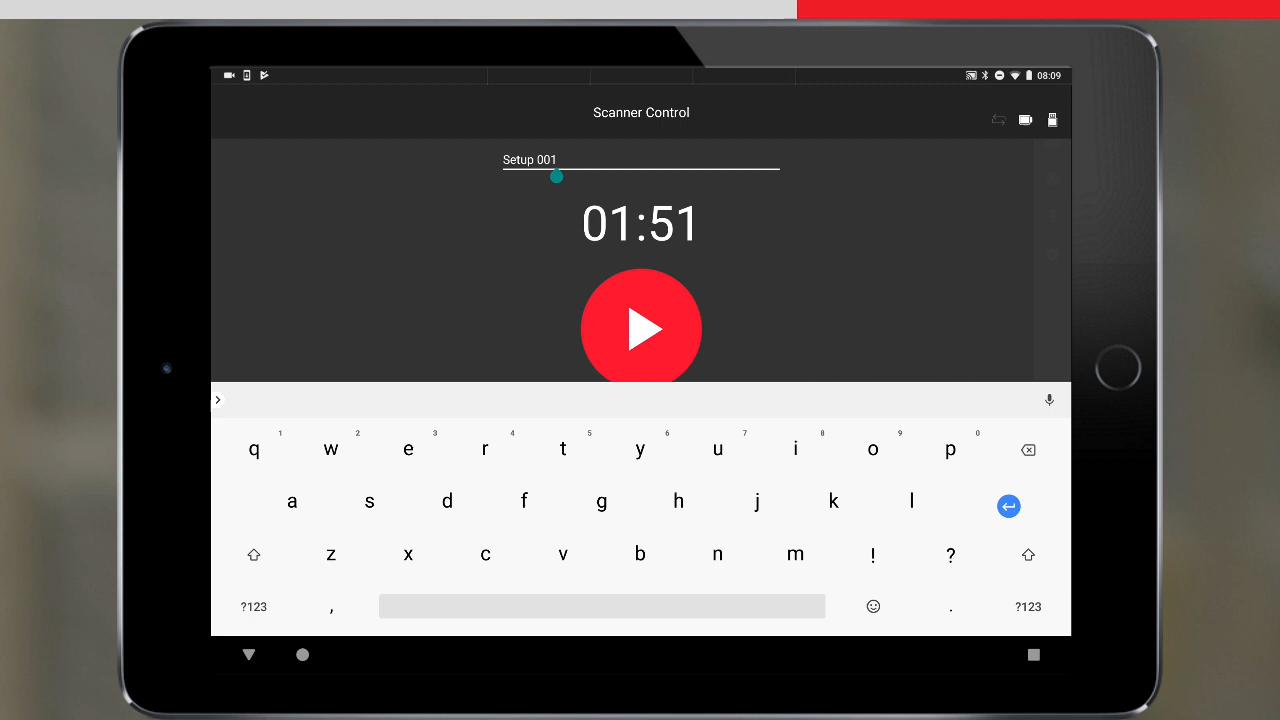 08:09
Scanner Control
Setup 001
01:51
1 2 3 4 5 6 7 8 9 0
q w e r t y u i o p
a s d f g h j k l
z x c v b n m ! ?
?123 , . ?123